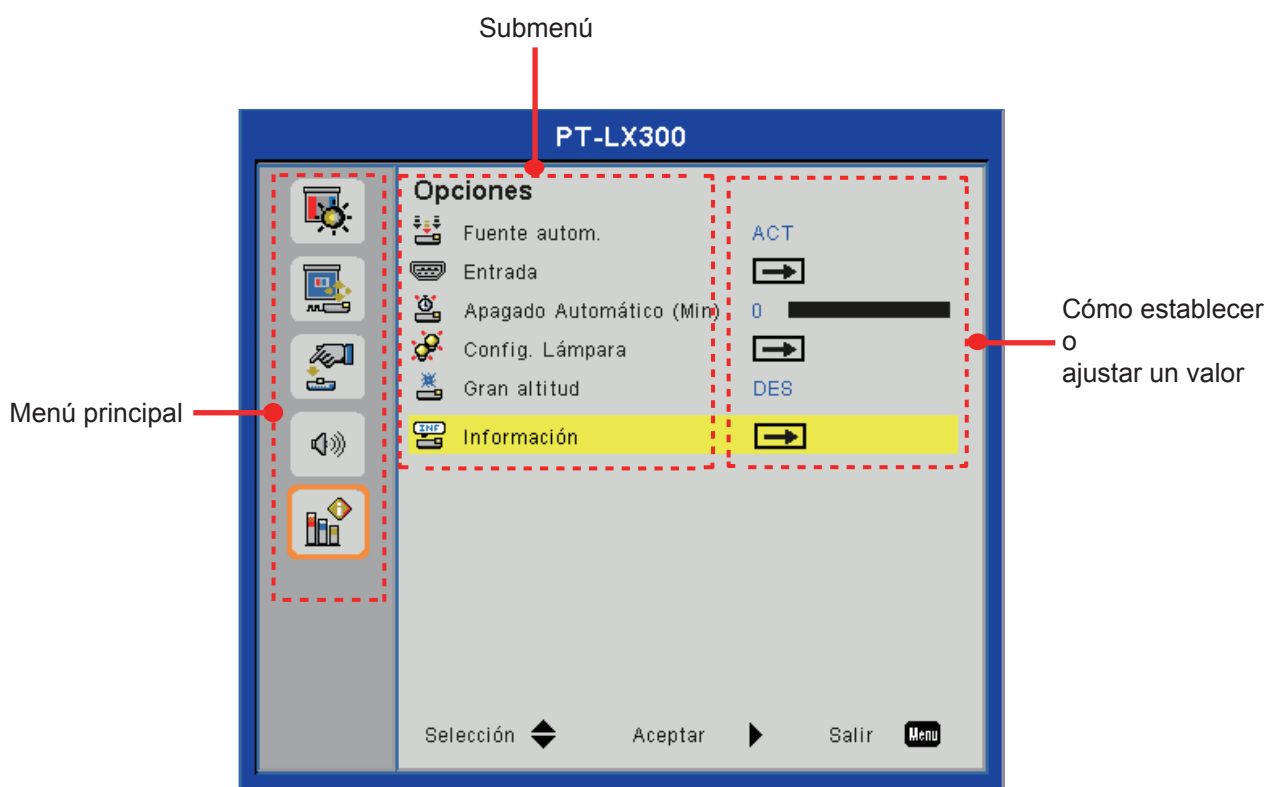 Submenú
PT-LX300
Opciones
Fuente autom. ACT
Entrada
Apagado Automático (Min) 0
Config. Lámpara
Gran altitud DES
INF
Información
Menú principal
Cómo establecer
o
ajustar un valor
Selección Aceptar Salir Menu